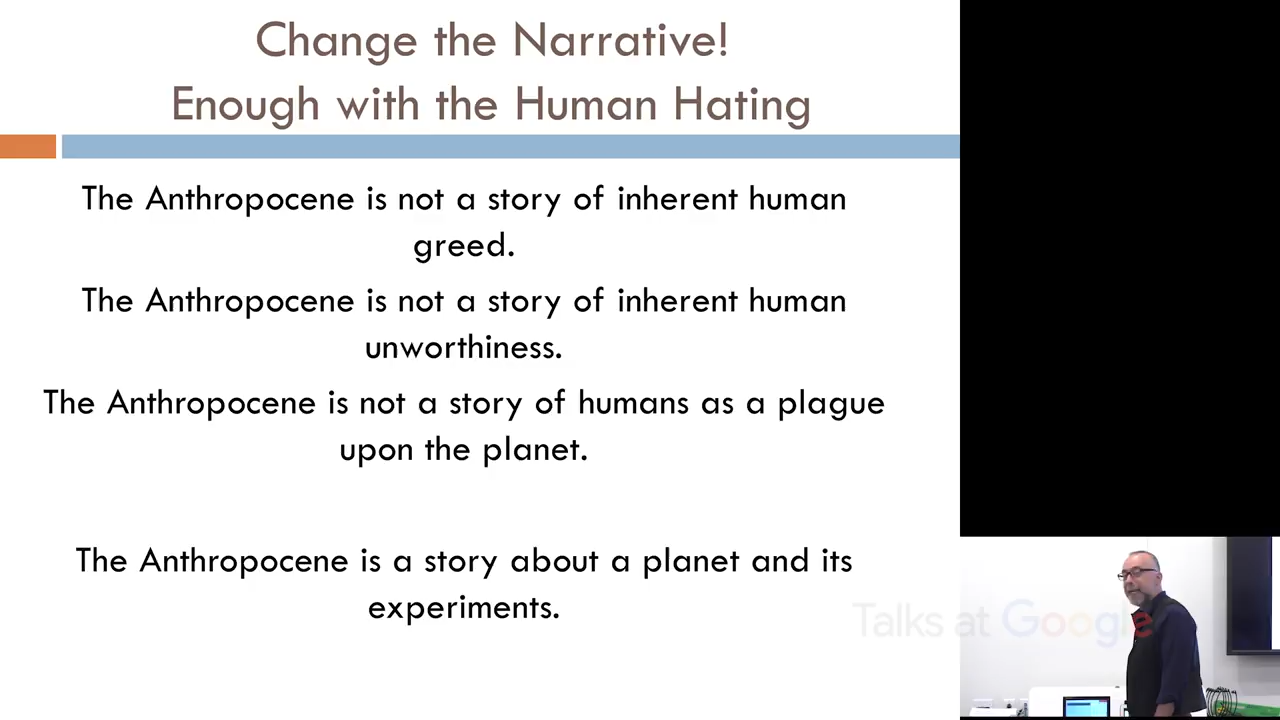 Change the Narrative!
Enough with the Human Hating
The Anthropocene is not a story of inherent human
greed.
The Anthropocene is not a story of inherent human
unworthiness.
The Anthropocene is not a story of humans as a plague
upon the planet.
The Anthropocene is a story about a planet and its
experiments.
Talks at Google